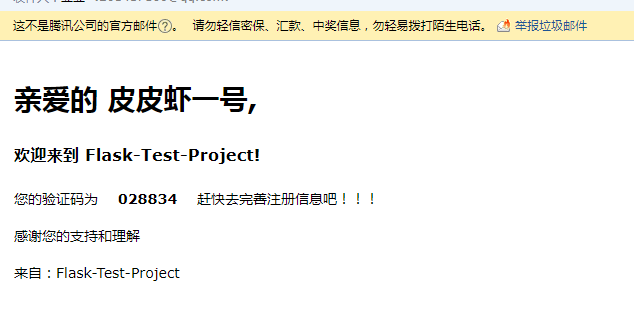 这不是腾讯公司的官方邮件?。 请勿轻信密保、汇款、中奖信息，勿轻易拨打陌生电话。 举报垃圾邮件
亲爱的 皮皮虾一号,
欢迎来到 Flask-Test-Project!
您的验证码为 028834 赶快去完善注册信息吧！！！
感谢您的支持和理解
来自：Flask-Test-Project